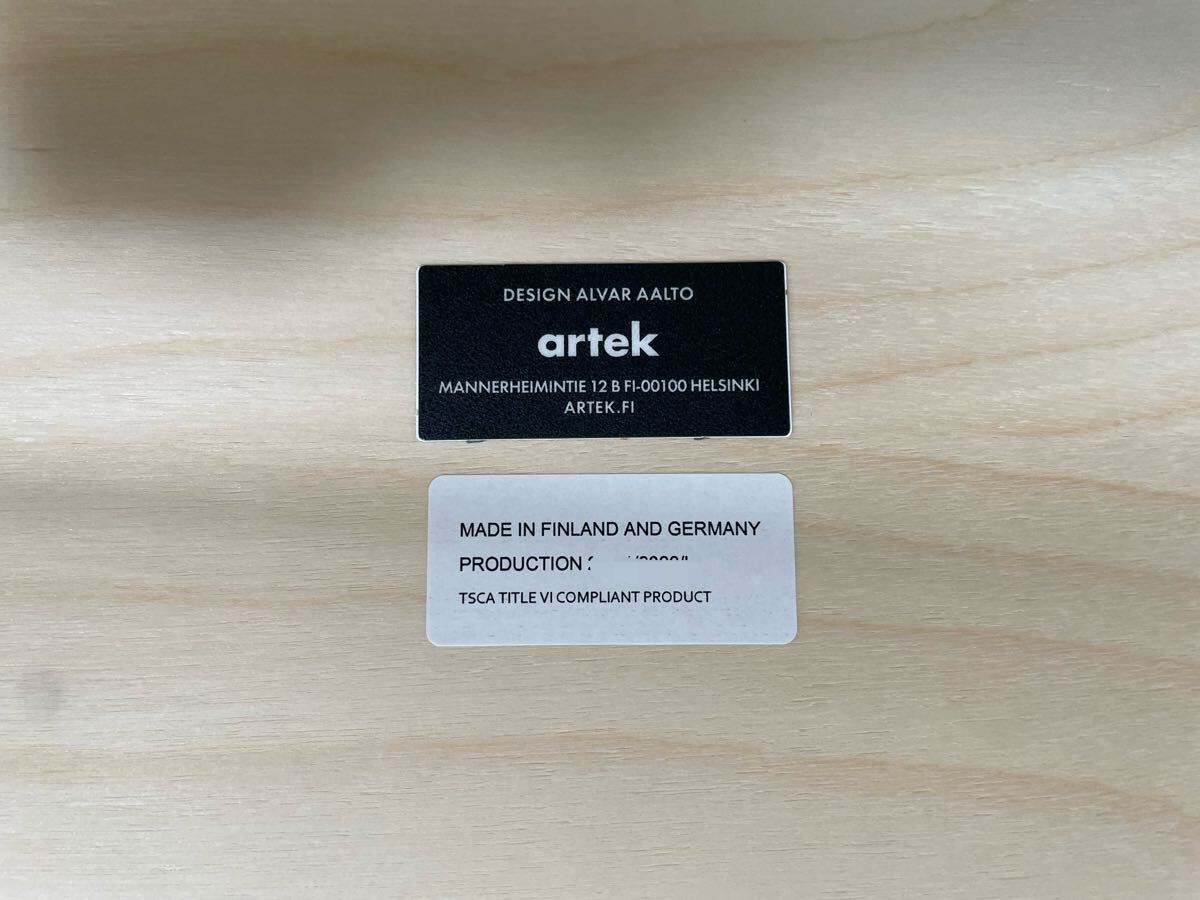 DESIGN ALVAR AALTO
artek
MANNERHEIMINTIE 12 B FI-00100 HELSINKI
ARTEK.FI
MADE IN FINLAND AND GERMANY
PRODUCTION
TSCA TITLE VI COMPLIANT PRODUCT